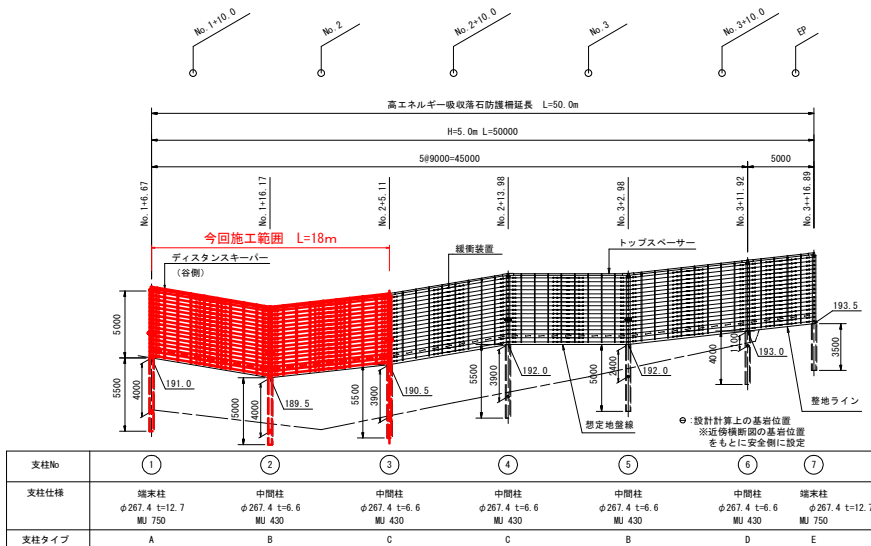 No.1+10.0
No.2
No.2+10.0
No.3
No.3+10.0
EP
高エネルギー吸収落石防護柵延長 L=50.0m
H=5.0m L=50000
5@9000=45000
5000
No.1+6.67
No.1+16.17
No.2+5.11
No.2+13.98
No.3+2.98
No.3+11.92
No.3++16.89
今回施工範囲 L=18m
ディスタンスキーパー
(谷側)
緩衝装置
トップスペーサー
5000
5500
4000
191.0
5000
4000
189.5
5500
3900
190.5
5500
3900
192.0
5000
2400
192.0
4000
1100
193.0
193.5
3500
想定地盤線
整地ライン
⊖:設計計算上の基岩位置
※近傍横断図の基岩位置
をもとに安全側に設定
支柱No ① ② ③ ④ ⑤ ⑥ ⑦
支柱仕様 端末柱 中間柱 中間柱 中間柱 中間柱 中間柱 端末柱
φ267.4 t=12.7 φ267.4 t=6.6 φ267.4 t=6.6 φ267.4 t=6.6 φ267.4 t=6.6 φ267.4 t=6.6 φ267.4 t=12.7
MU 750 MU 430 MU 430 MU 430 MU 430 MU 430 MU 750
支柱タイプ A B C C B D E